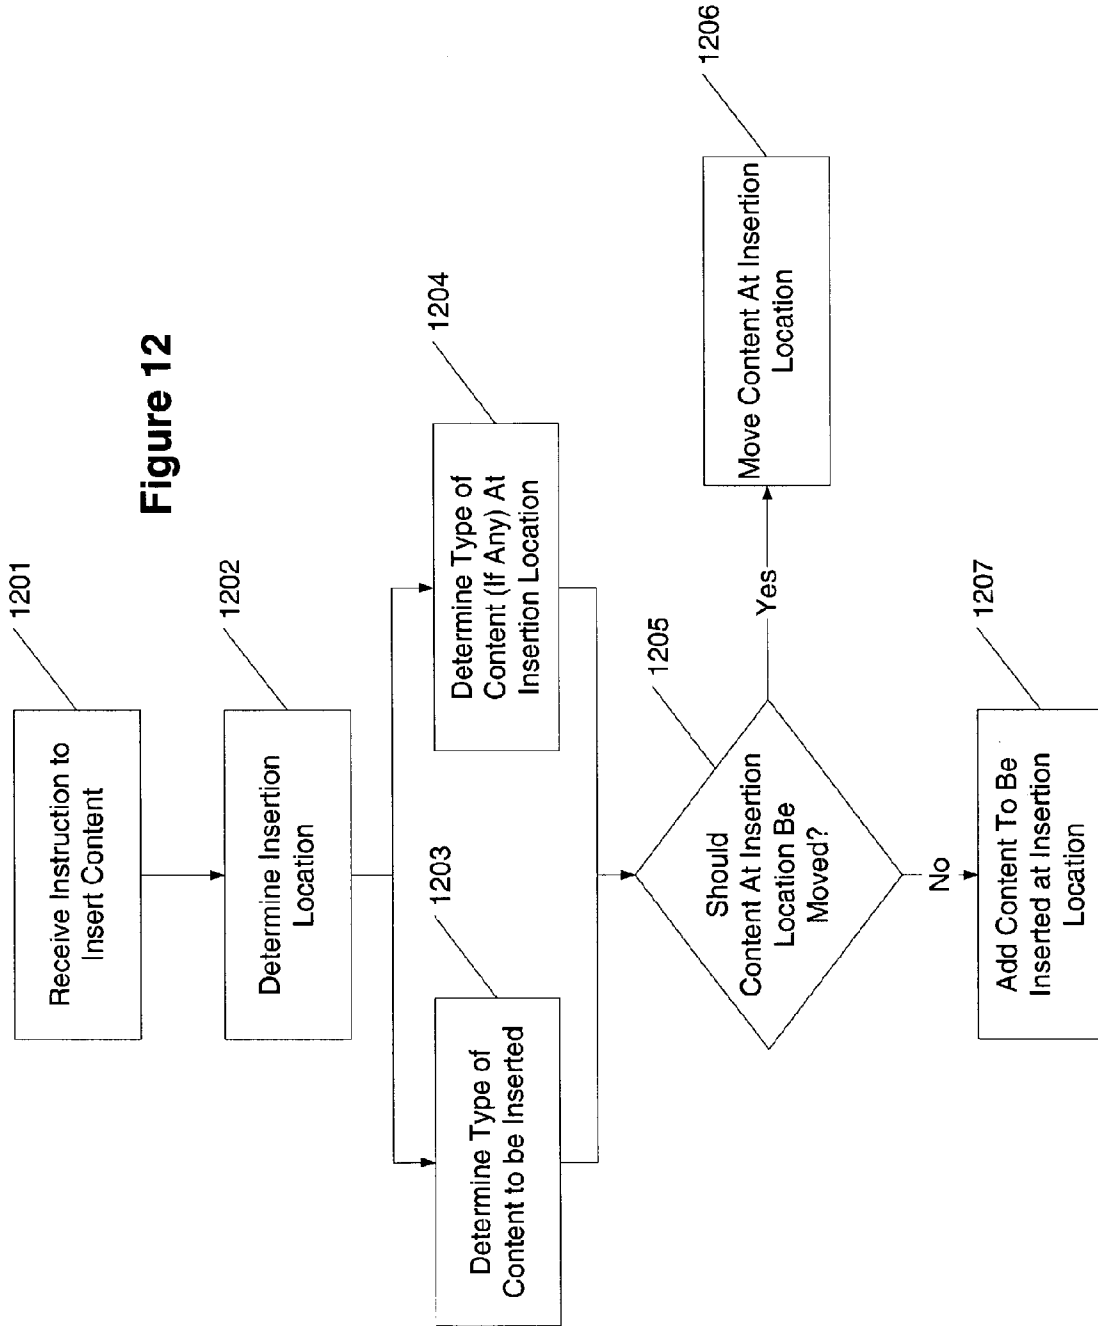 Figure 12
1201
Receive Instruction to
Insert Content
1202
Determine Insertion
Location
1203
Determine Type of
Content to be Inserted
1204
Determine Type of
Content (If Any) At
Insertion Location
1205
Should
Content At Insertion
Location Be
Moved?
Yes
1206
Move Content At Insertion
Location
No
1207
Add Content To Be
Inserted at Insertion
Location